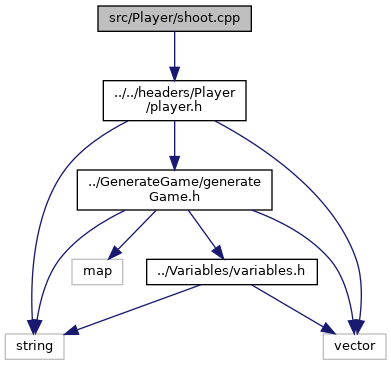 src/Player/shoot.cpp
../../headers/Player
/player.h
../GenerateGame/generate
Game.h
map
../Variables/variables.h
string
vector